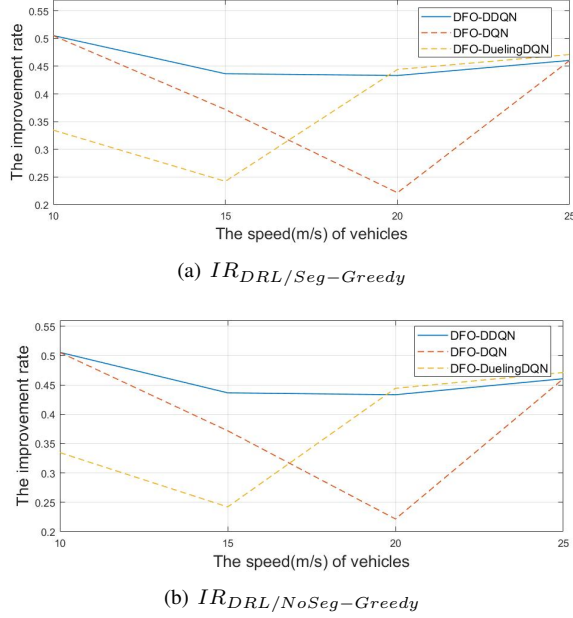 0.55
0.5
0.45
0.4
0.35
0.3
0.25
0.2
The improvement rate
DFO-DDQN
DFO-DQN
DFO-DuelingDQN
10 15 20 25
The speed(m/s) of vehicles
(a) IR_{DRL/Seg-Greedy}
0.55
0.5
0.45
0.4
0.35
0.3
0.25
0.2
The improvement rate
DFO-DDQN
DFO-DQN
DFO-DuelingDQN
10 15 20 25
The speed(m/s) of vehicles
(b) IR_{DRL/NoSeg-Greedy}